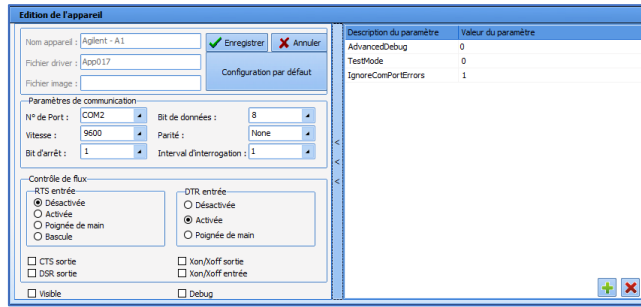 Edition de l'appareil
Nom appareil : Agilent - A1
Enregistrer
Annuler
Fichier driver : App017
Configuration par défaut
Fichier image :
Paramètres de communication
N° de Port : COM2
Bit de données : 8
Vitesse : 9600
Parité : None
Bit d'arrêt : 1
Interval d'interrogation : 1
Contrôle de flux
RTS entrée
Désactivée
Activée
Poignée de main
Bascule
DTR entrée
Désactivée
Activée
Poignée de main
CTS sortie
Xon/Xoff sortie
DSR sortie
Xon/Xoff entrée
Visible
Debug
<
<
<
Description du paramètre Valeur du paramètre
AdvancedDebug 0
TestMode 0
IgnoreComPortErrors 1